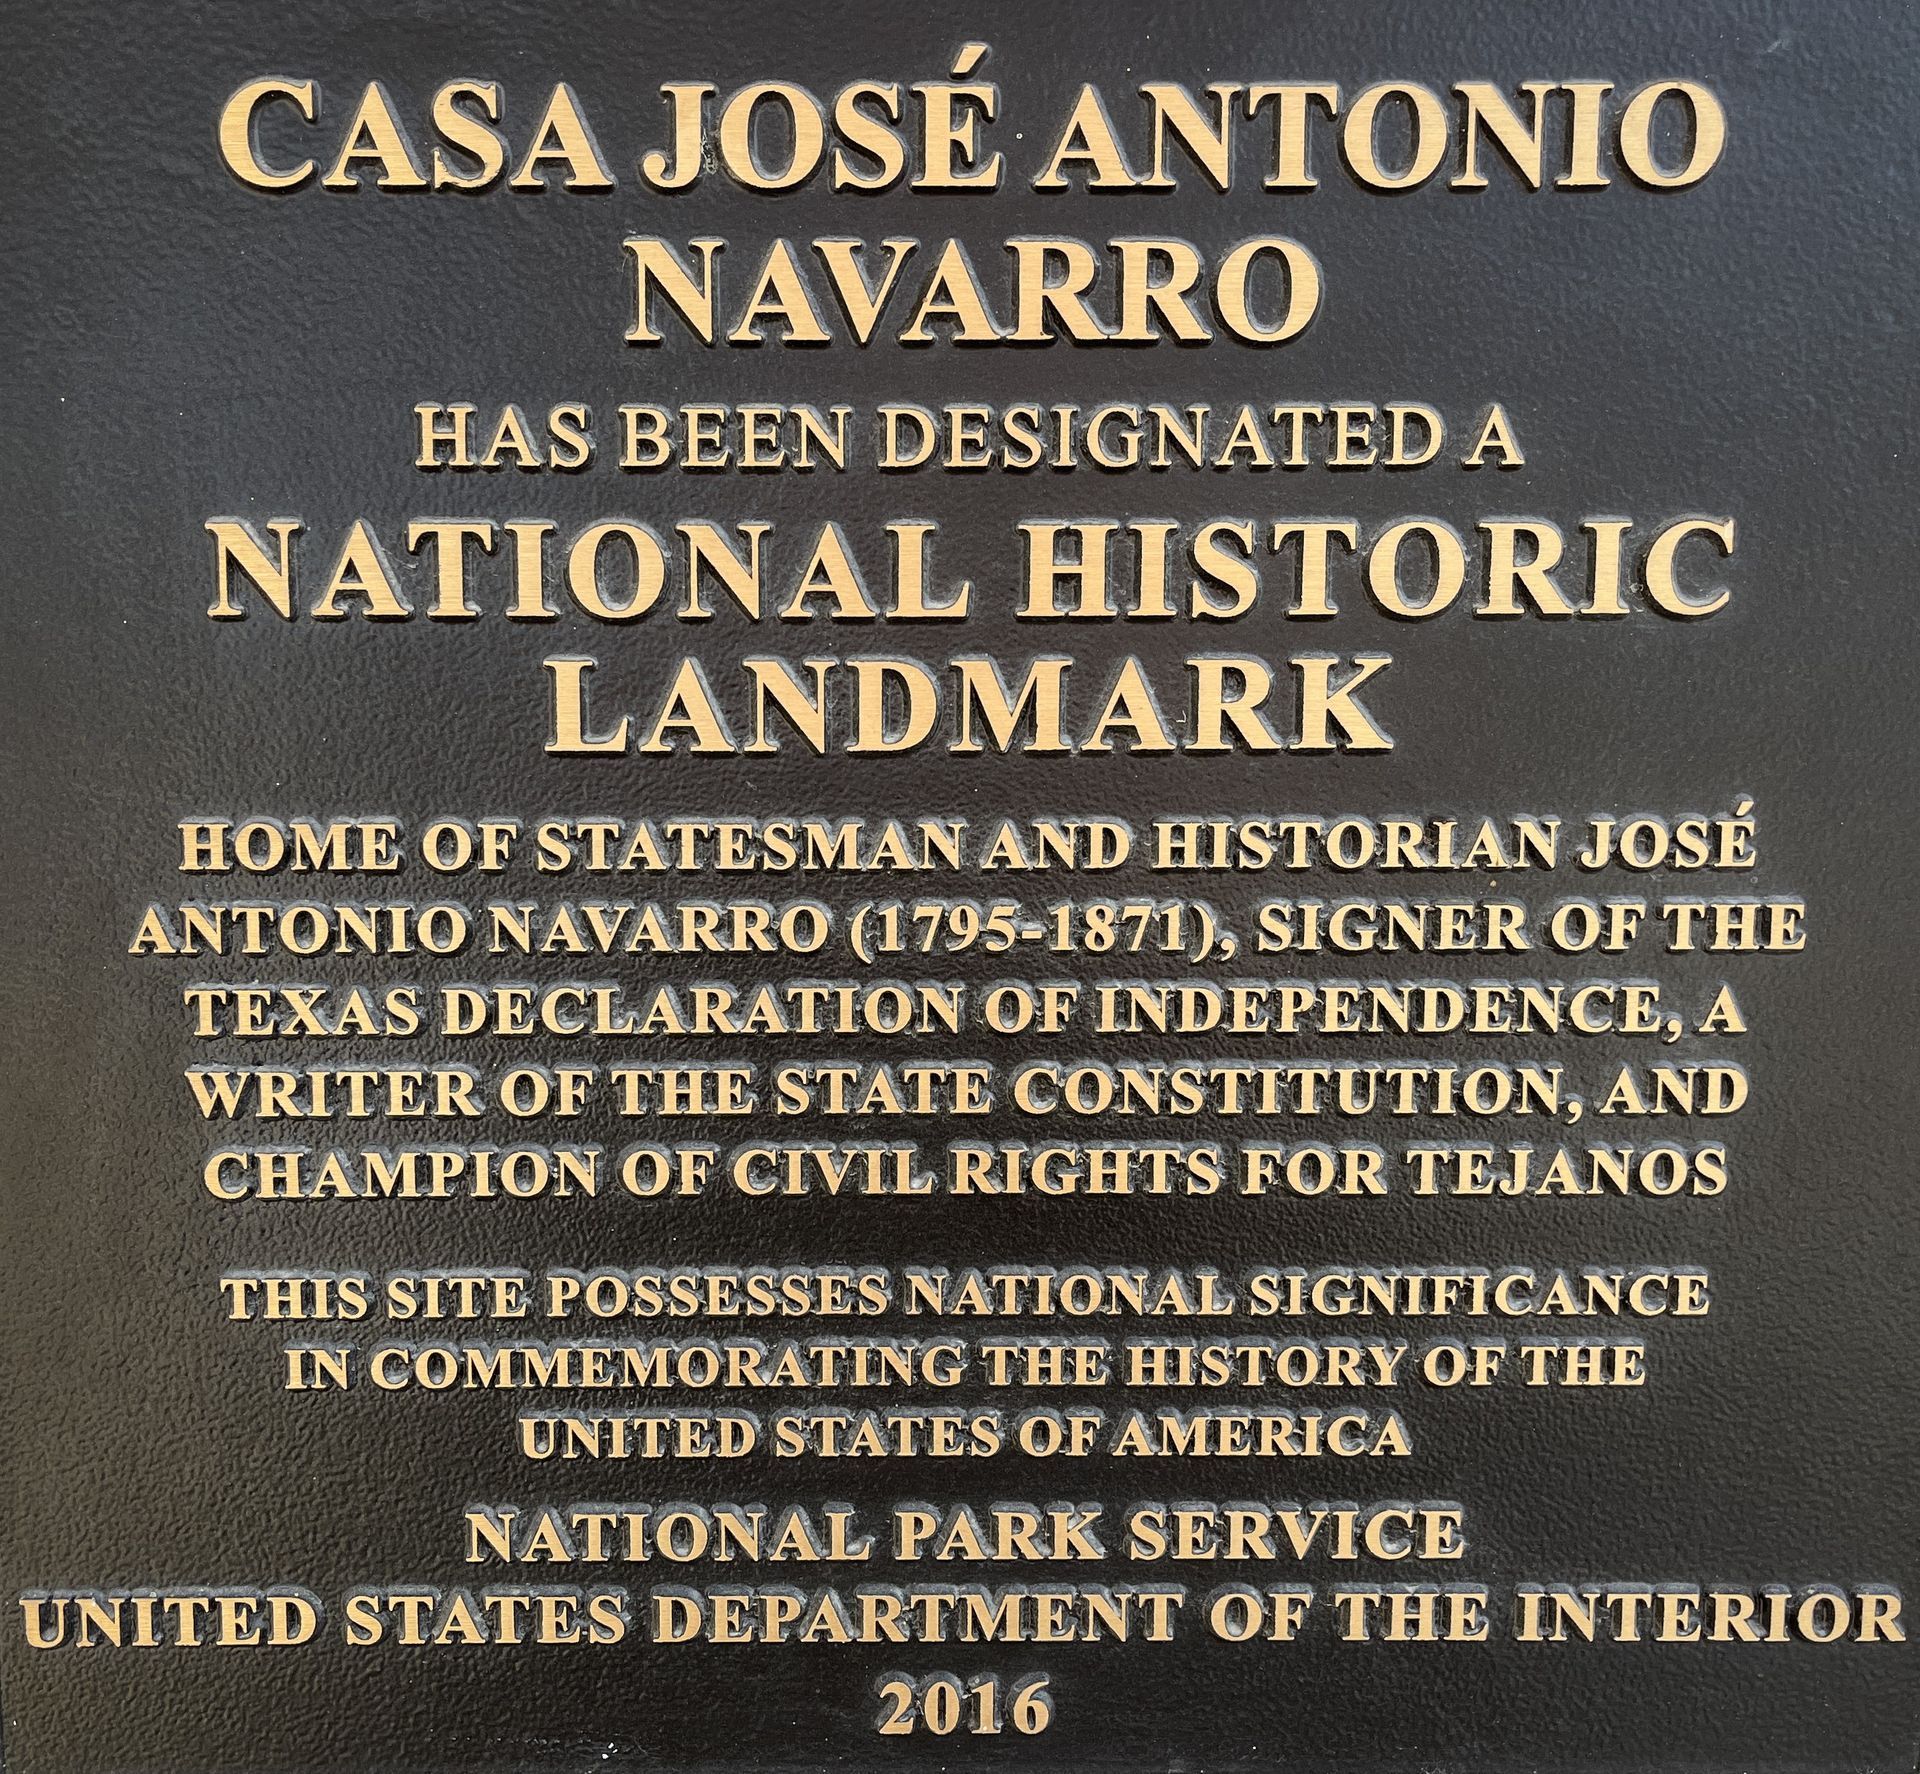 CASA JOSÉ ANTONIO
NAVARRO
HAS BEEN DESIGNATED A
NATIONAL HISTORIC
LANDMARK
HOME OF STATESMAN AND HISTORIAN JOSÉ
ANTONIO NAVARRO (1795-1871), SIGNER OF THE
TEXAS DECLARATION OF INDEPENDENCE, A
WRITER OF THE STATE CONSTITUTION, AND
CHAMPION OF CIVIL RIGHTS FOR TEJANOS
THIS SITE POSSESSES NATIONAL SIGNIFICANCE
IN COMMEMORATING THE HISTORY OF THE
UNITED STATES OF AMERICA
NATIONAL PARK SERVICE
UNITED STATES DEPARTMENT OF THE INTERIOR
2016